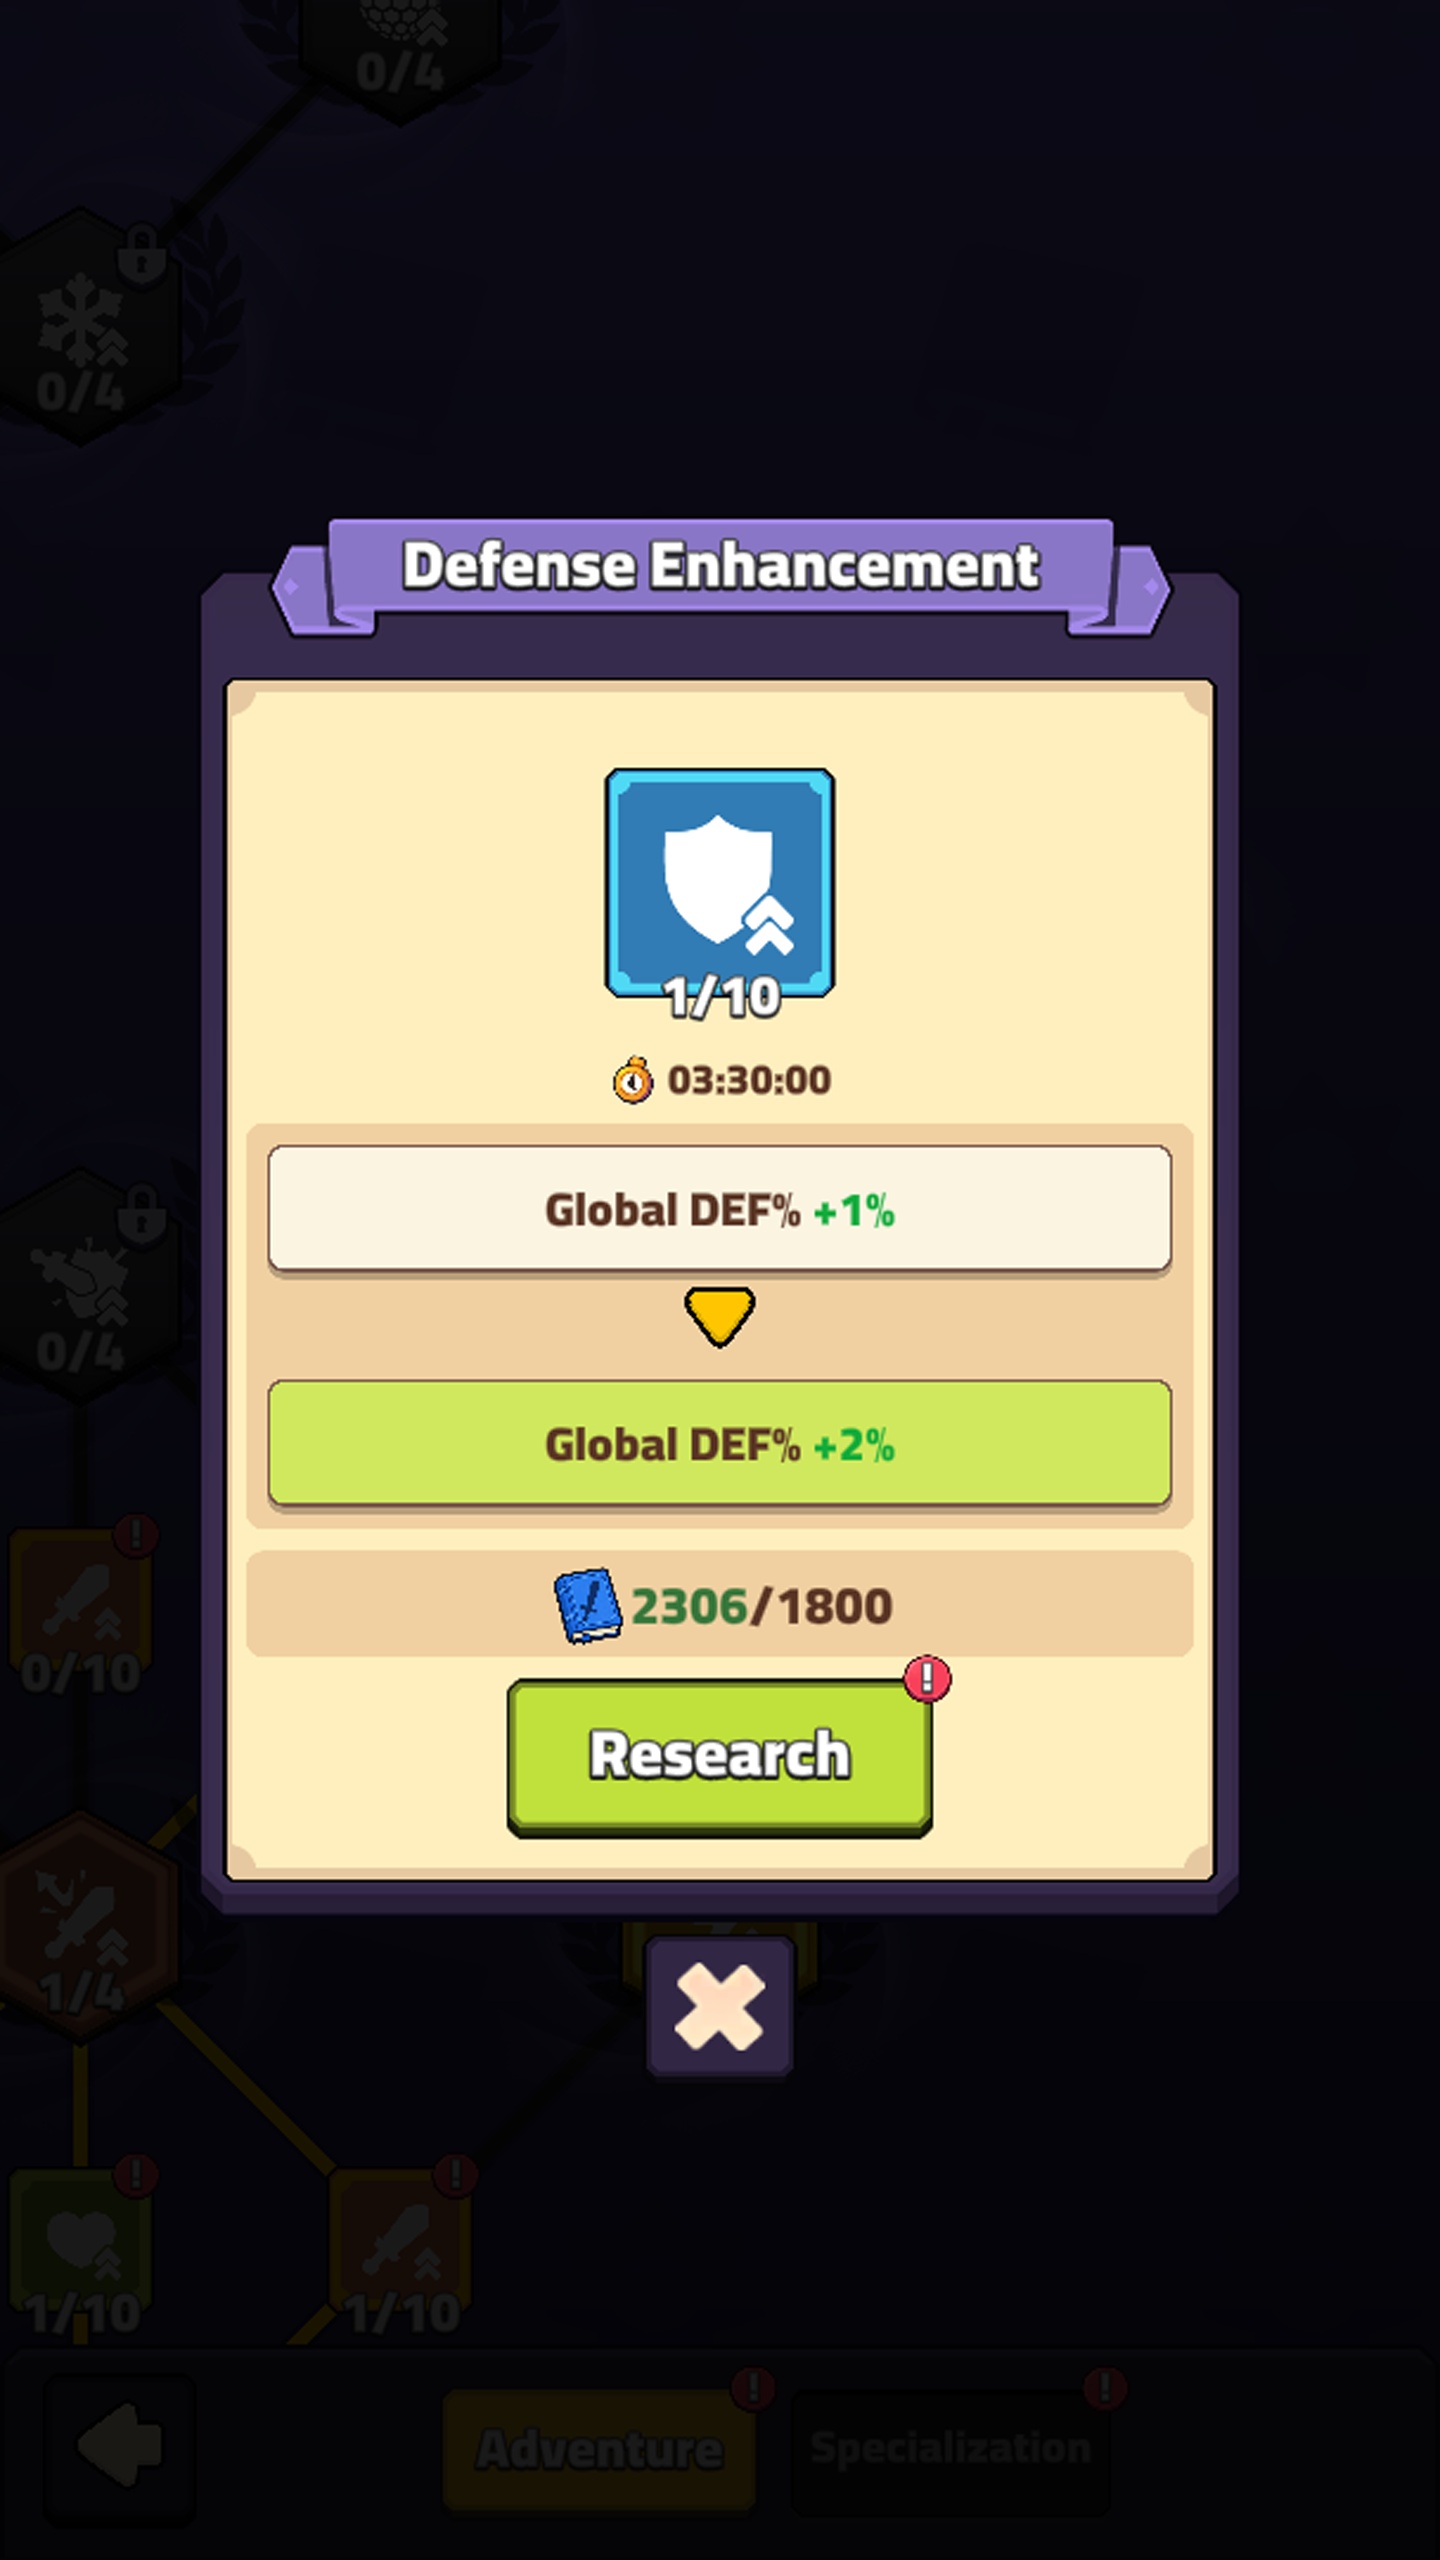 0/4
0/4
Defense Enhancement
1/10
03:30:00
Global DEF% +1%
0/4
Global DEF% +2%
0/10
2306/1800
Research
1/4
1/10
1/10
Adventure
Specialization